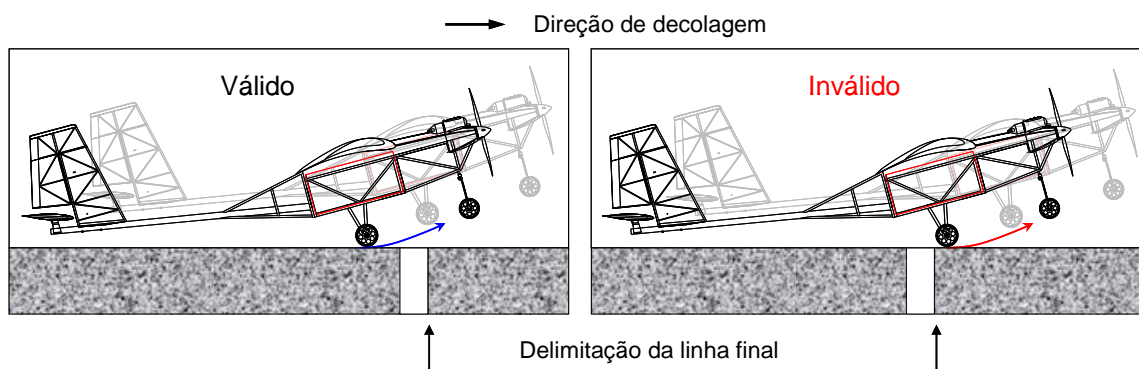 Direção de decolagem
Válido
Inválido
Delimitação da linha final